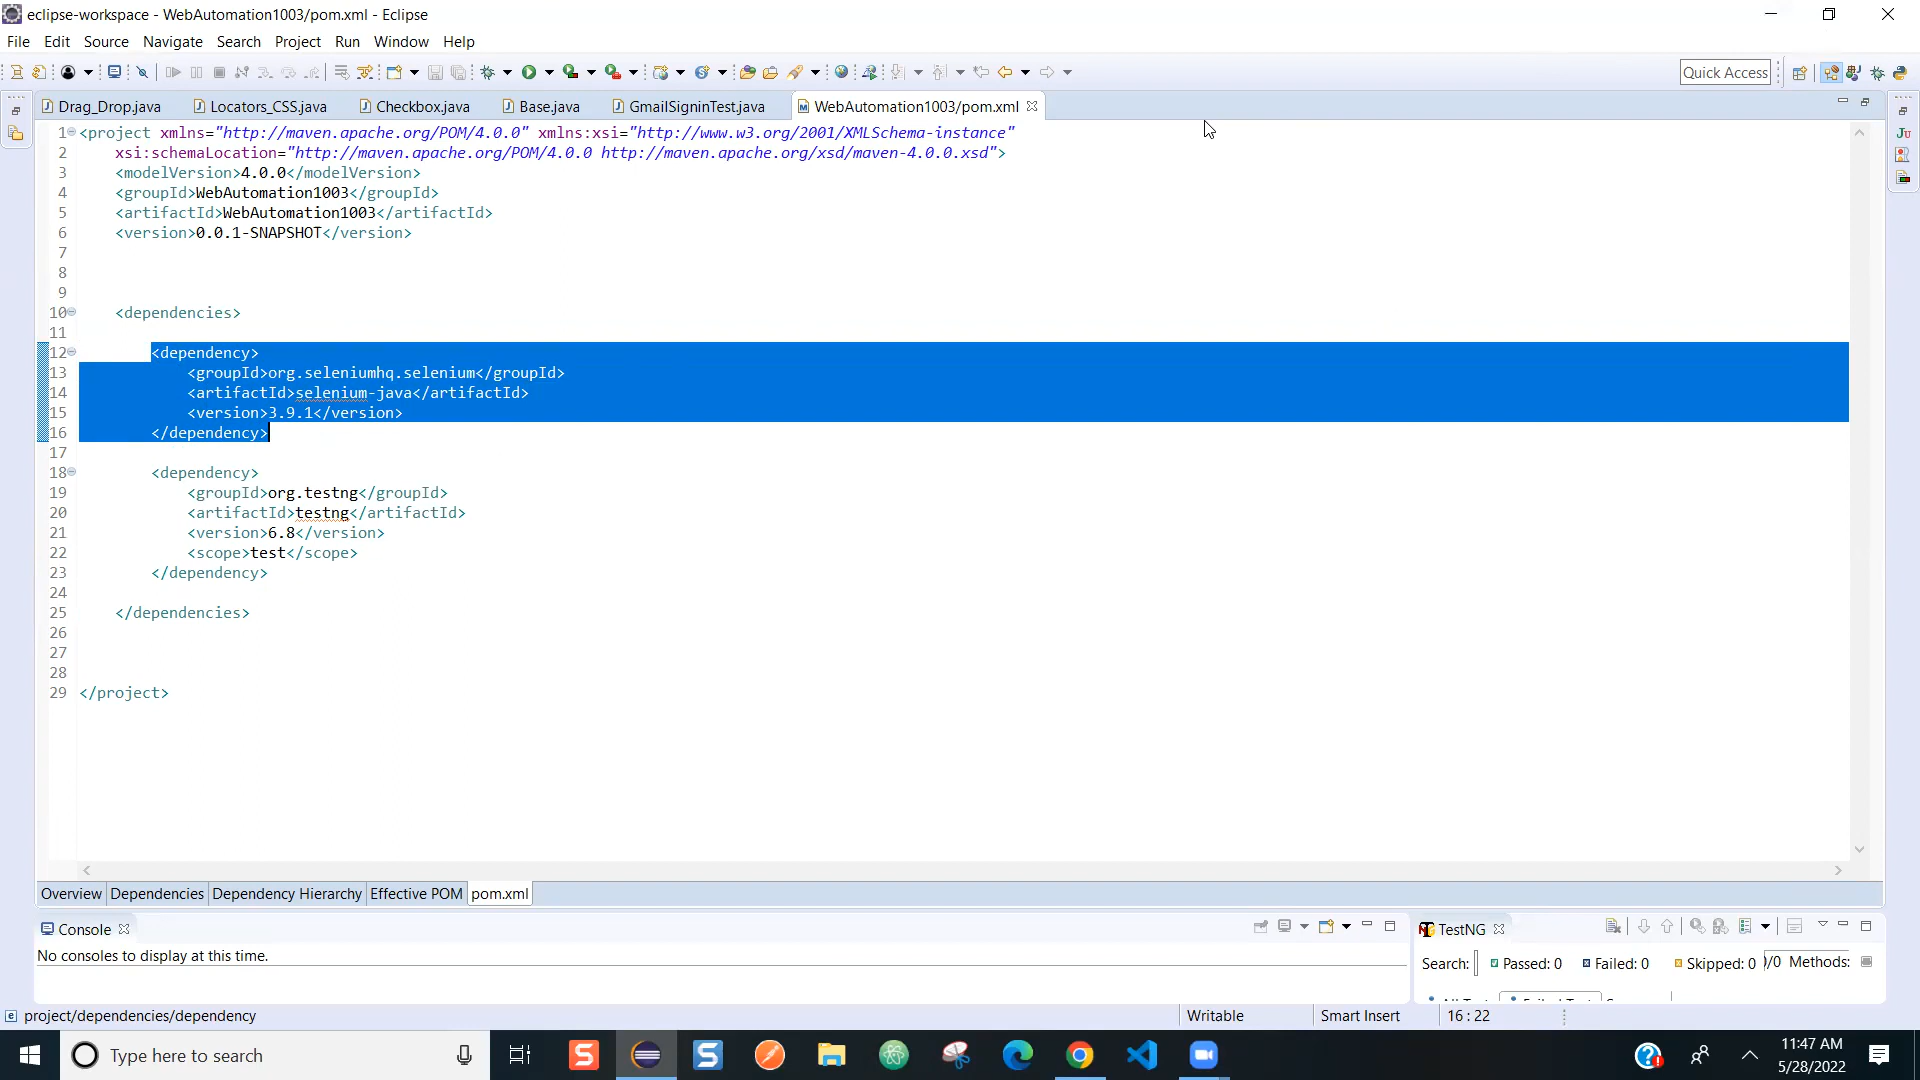 eclipse-workspace - WebAutomation1003/pom.xml - Eclipse
File Edit Source Navigate Search Project Run Window Help
Quick Access
Drag_Drop.java Locators_CSS.java Checkbox.java Base.java GmailSigninTest.java WebAutomation1003/pom.xml
1 <project xmlns="http://maven.apache.org/POM/4.0.0" xmlns:xsi="http://www.w3.org/2001/XMLSchema-instance"
2 xsi:schemaLocation="http://maven.apache.org/POM/4.0.0 http://maven.apache.org/xsd/maven-4.0.0.xsd">
3 <modelVersion>4.0.0</modelVersion>
4 <groupId>WebAutomation1003</groupId>
5 <artifactId>WebAutomation1003</artifactId>
6 <version>0.0.1-SNAPSHOT</version>
7
8
9
10 <dependencies>
11
12 <dependency>
13 <groupId>org.seleniumhq.selenium</groupId>
14 <artifactId>selenium-java</artifactId>
15 <version>3.9.1</version>
16 </dependency>
17
18 <dependency>
19 <groupId>org.testng</groupId>
20 <artifactId>testng</artifactId>
21 <version>6.8</version>
22 <scope>test</scope>
23 </dependency>
24
25 </dependencies>
26
27
28
29 </project>
Overview Dependencies Dependency Hierarchy Effective POM pom.xml
Console
No consoles to display at this time.
TestNG
Search: Passed: 0 Failed: 0 Skipped: 0 /0 Methods:
project/dependencies/dependency Writable Smart Insert 16 : 22
Type here to search
11:47 AM
5/28/2022